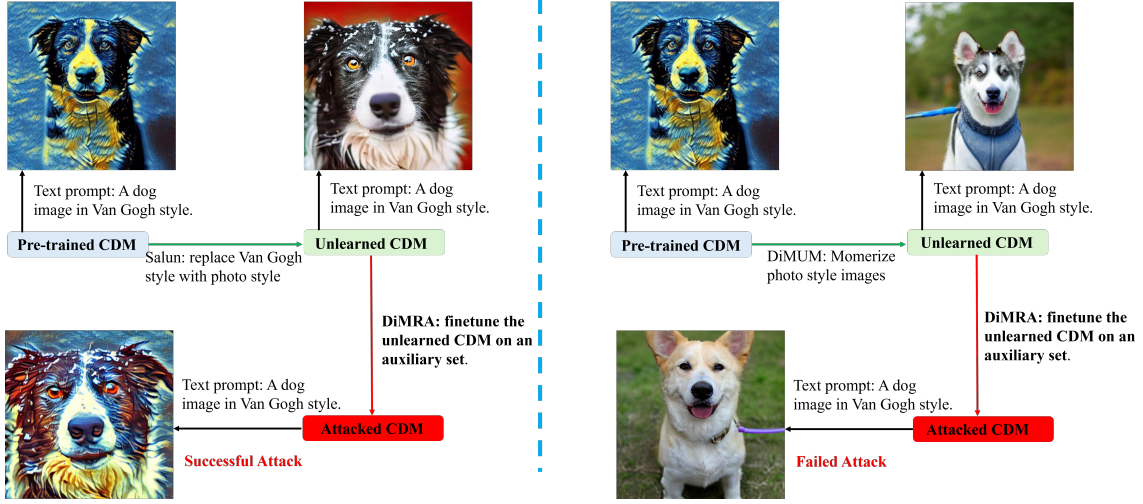 Text prompt: A dog
image in Van Gogh style.
Text prompt: A dog
image in Van Gogh style.
Pre-trained CDM
Unlearned CDM
Salun: replace Van Gogh
style with photo style
DiMRA: finetune the
unlearned CDM on an
auxiliary set.
Text prompt: A dog
image in Van Gogh style.
Attacked CDM
Successful Attack
Text prompt: A dog
image in Van Gogh style.
Text prompt: A dog
image in Van Gogh style.
Pre-trained CDM
Unlearned CDM
DiMUM: Momerize
photo style images
DiMRA: finetune the
unlearned CDM on an
auxiliary set.
Text prompt: A dog
image in Van Gogh style.
Attacked CDM
Failed Attack